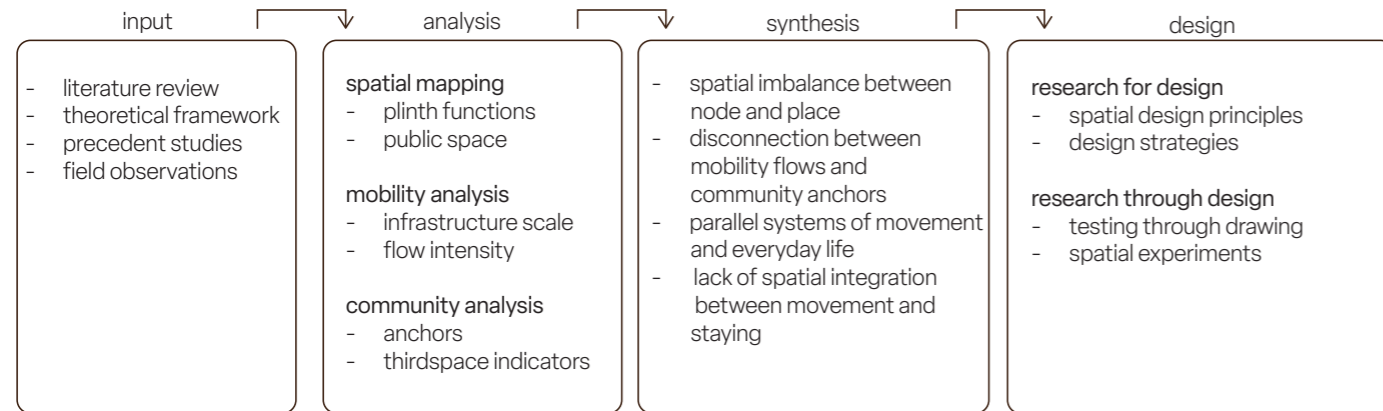 input
- literature review
- theoretical framework
- precedent studies
- field observations
analysis
spatial mapping
- plinth functions
- public space
mobility analysis
- infrastructure scale
- flow intensity
community analysis
- anchors
- thirdspace indicators
synthesis
- spatial imbalance between
node and place
- disconnection between
mobility flows and
community anchors
- parallel systems of movement
and everyday life
- lack of spatial integration
between movement and
staying
design
research for design
- spatial design principles
- design strategies
research through design
- testing through drawing
- spatial experiments